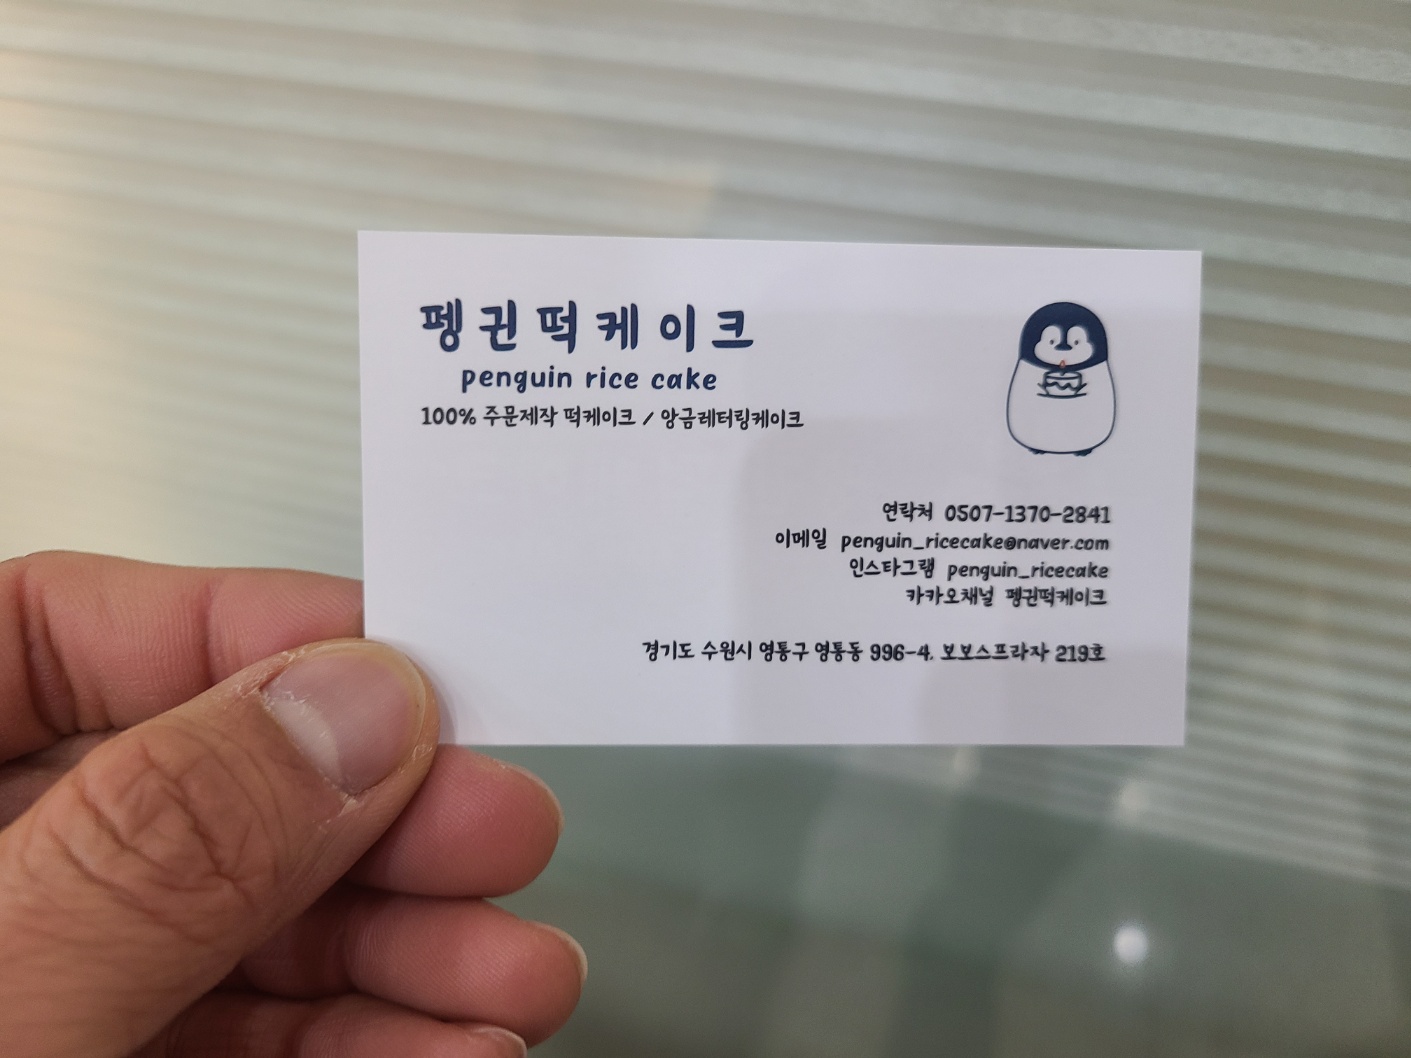 펭귄떡케이크
penguin rice cake
100% 주문제작 떡케이크 / 앙금레터링케이크
연락처 0507-1370-2841
이메일 penguin_ricecake@naver.com
인스타그램 penguin_ricecake
카카오채널 펭귄떡케이크
경기도 수원시 영통구 영통동 996-4, 보보스프라자 219호